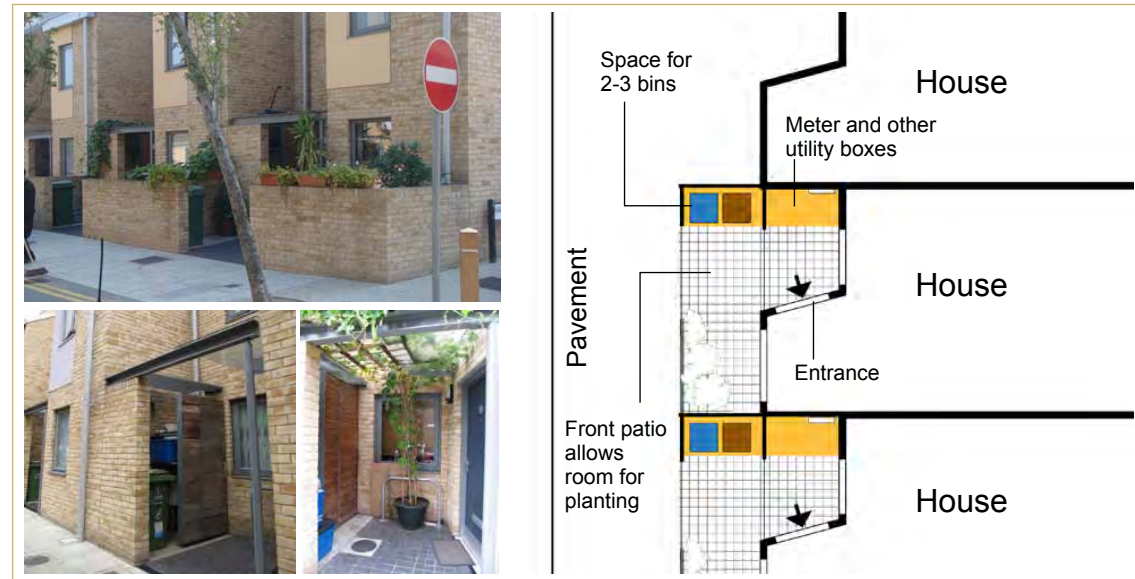 Space for
2-3 bins
House
Meter and other
utility boxes
Pavement
House
Entrance
Front patio
allows
room for
planting
House